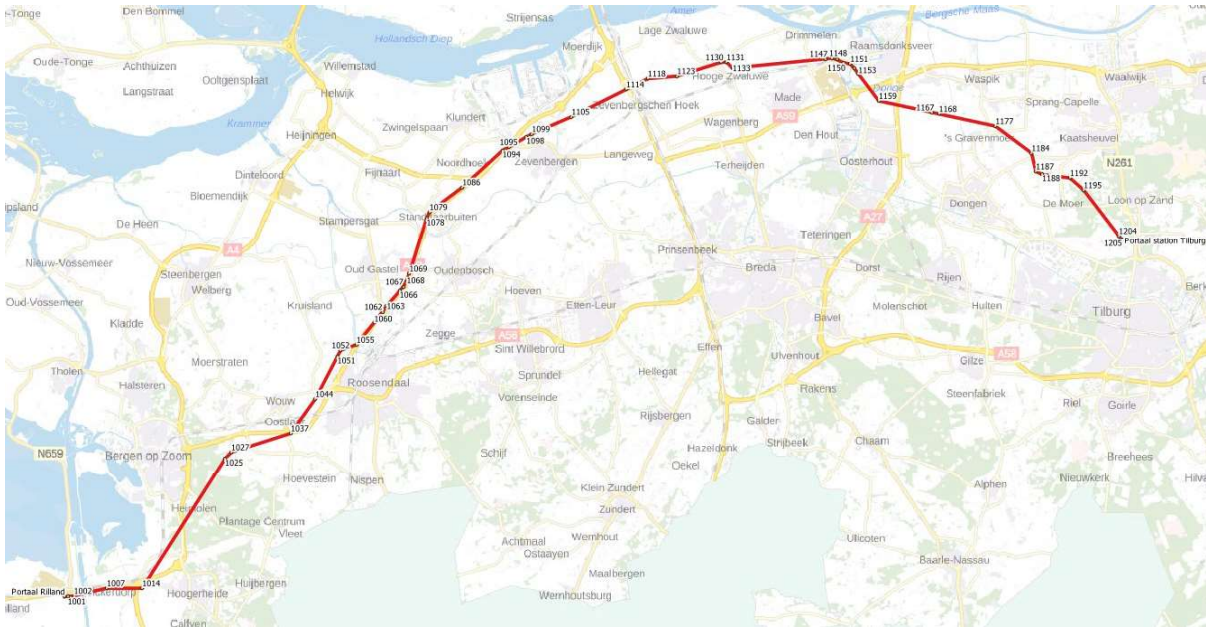 e-Tonge
Den Bommel
Strijensas
Amer
Bergsche Maas
Hollandsch Diep
Lage Zwaluwe
Drimmelen
Moerdijk
Raamsdonksveer
Oude-Tonge
Achthuizen
Willemstad
1130
1131
1147
1148
1151
Ooltgensplaat
1118
1123
1133
1150
1153
Waspik
Waalwijk
Langstraat
Helwijk
Hooge Zwaluwe
1114
Donge
Made
1159
Zevenbergschen Hoek
Sprang-Capelle
1105
1167
1168
Klundert
A59
Krammer
Zwingelspaan
Wagenberg
1177
Heijningen
1099
Den Hout
's Gravenmoer
Kaatsheuvel
1095
1098
1094
Langeweg
1184
Noordhoek
Zevenbergen
Oosterhout
N261
Dinteloord
Fijnaart
Terheijden
1187
1086
1188
1192
Bloemendijk
1195
Loon op Zand
De Moer
Dongen
1079
A27
De Heen
Stampersgat
1078
Teteringen
1204
A4
1205
Portaal station Tilburg
Prinsenbeek
Nieuw-Vossemeer
Steenbergen
Oud Gastel
1069
Oudenbosch
Breda
Dorst
Rijen
1067
1068
Welberg
Hoeven
1066
Oud-Vossemeer
Kruisland
1062
1063
Etten-Leur
Molenschot
Hulten
Tilburg
1060
Bavel
Kladde
Zegge
A58
1055
Effen
1052
Sint Willebrord
Ulvenhout
A58
Moerstraten
1051
Gilze
Tholen
Hellegat
Halsteren
Roosendaal
Sprundel
Rakens
1044
Steenfabriek
Wouw
Vorenseinde
Riel
Goirle
Rijsbergen
Galder
1037
Chaam
N659
1027
Strijbeek
Hazeldonk
Bergen op Zoom
Schijf
Breehees
1025
Oekel
Hoevestein
Nispen
Nieuwkerk
Klein Zundert
Alphen
Zundert
Plantage Centrum
Achtmaal
Wernhout
Ulicoten
Vleet
Ostaayen
Baarle-Nassau
Maalbergen
1007
1014
Huijbergen
Portaal Rilland
1002
Hoogerheide
Wernhoutsburg
1001
Calfven